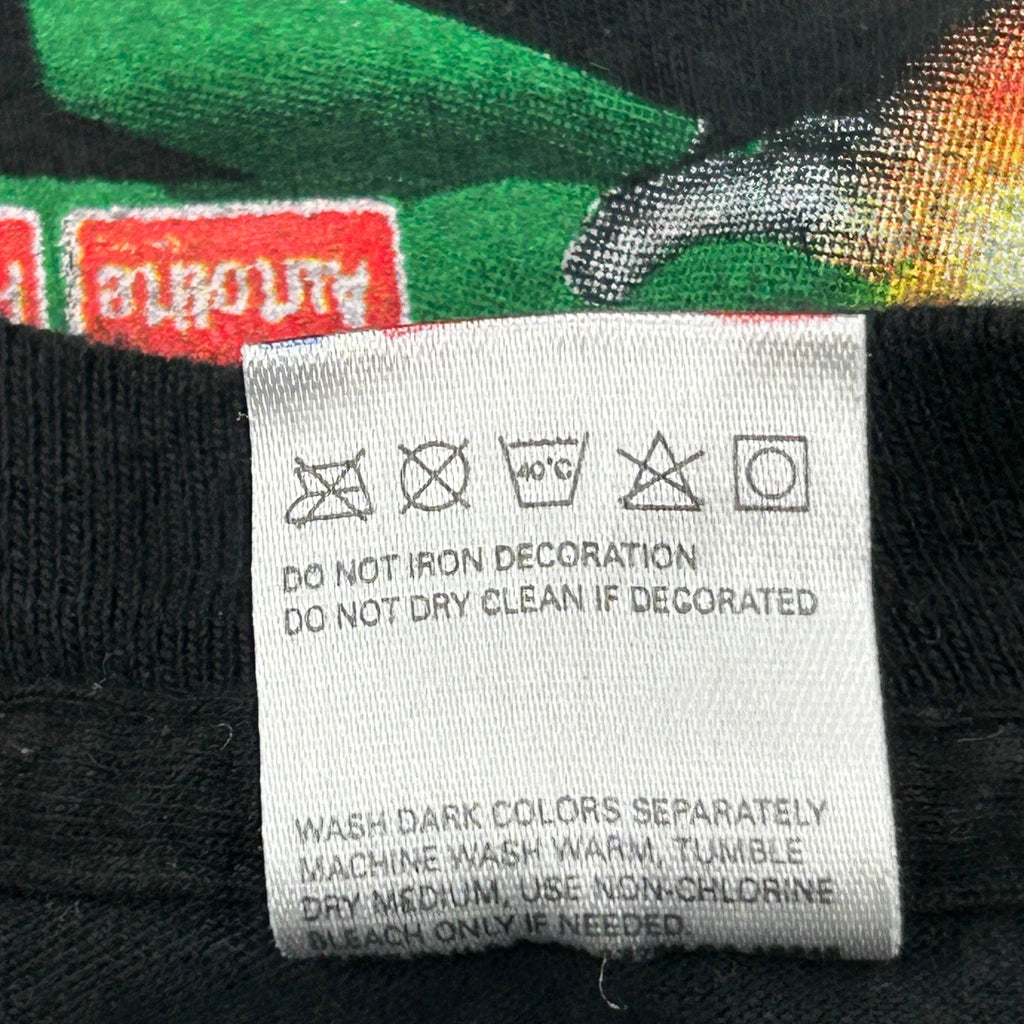 40°C
DO NOT IRON DECORATION
DO NOT DRY CLEAN IF DECORATED
WASH DARK COLORS SEPARATELY
MACHINE WASH WARM, TUMBLE
DRY MEDIUM, USE NON-CHLORINE
BLEACH ONLY IF NEEDED.